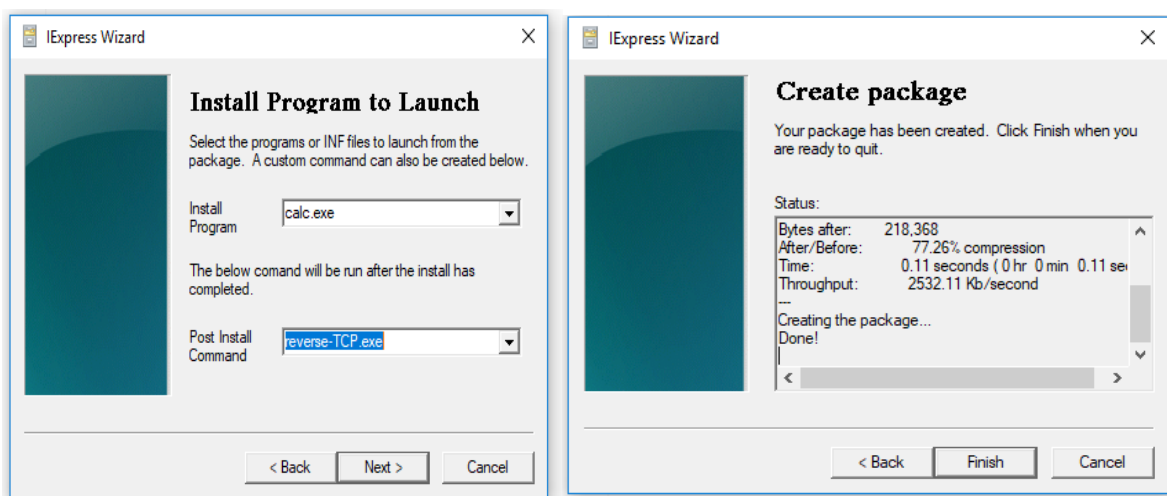 IExpress Wizard
Install Program to Launch
Select the programs or INF files to launch from the
package. A custom command can also be created below.
Install
Program
calc.exe
The below comand will be run after the install has
completed.
Post Install
Command
reverse-TCP.exe
< Back
Next >
Cancel
IExpress Wizard
Create package
Your package has been created. Click Finish when you
are ready to quit.
Status:
Bytes after: 218,368
After/Before: 77.26% compression
Time: 0.11 seconds ( 0 hr 0 min 0.11 se
Throughput: 2532.11 Kb/second
---
Creating the package...
Done!
< Back
Finish
Cancel